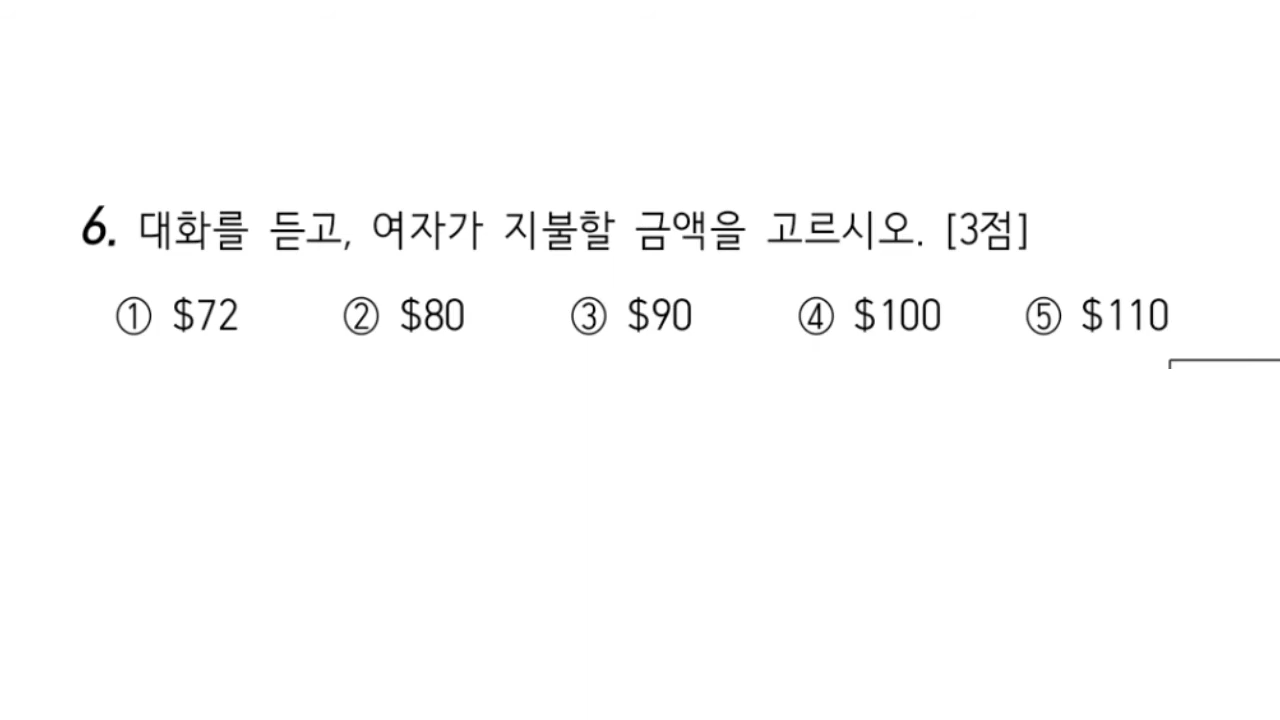 6. 대화를 듣고, 여자가 지불할 금액을 고르시오. [3점]
① $72 ② $80 ③ $90 ④ $100 ⑤ $110